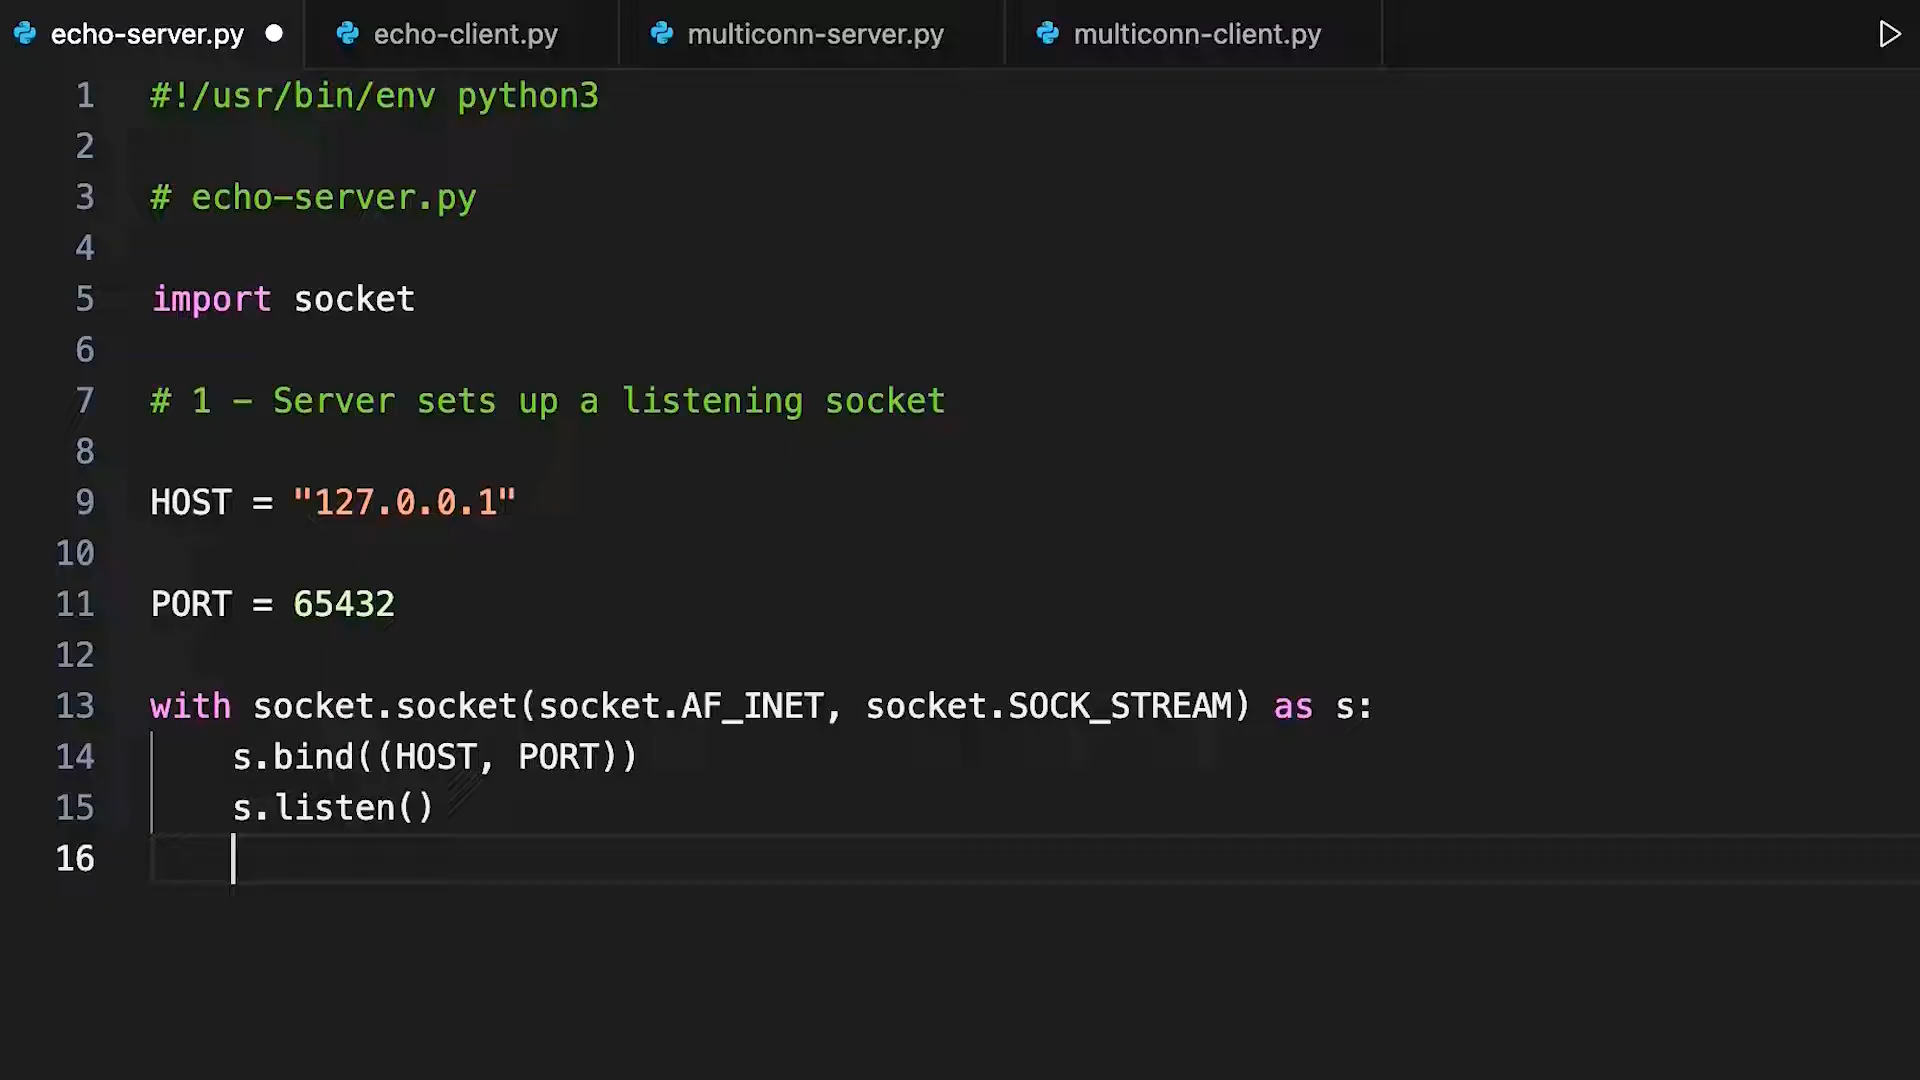 echo-server.py echo-client.py multiconn-server.py multiconn-client.py
1 #!/usr/bin/env python3
2
3 # echo-server.py
4
5 import socket
6
7 # 1 - Server sets up a listening socket
8
9 HOST = "127.0.0.1"
10
11 PORT = 65432
12
13 with socket.socket(socket.AF_INET, socket.SOCK_STREAM) as s:
14     s.bind((HOST, PORT))
15     s.listen()
16